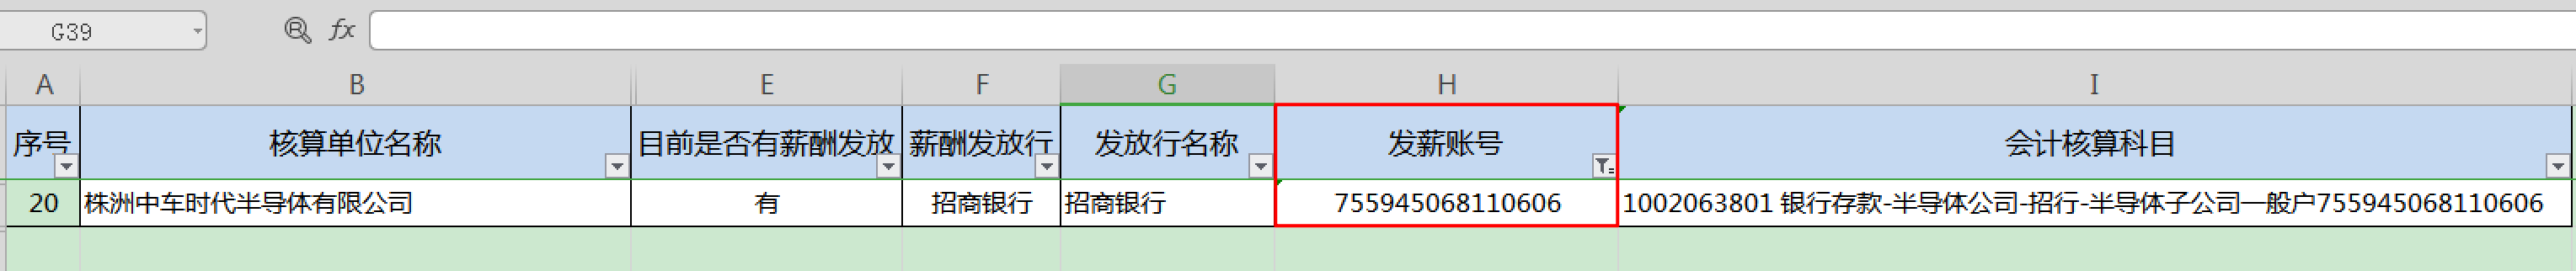 G39 fx
A B E F G H I
序号 核算单位名称 目前是否有薪酬发放 薪酬发放行 发放行名称 发薪账号 会计核算科目
20 株洲中车时代半导体有限公司 有 招商银行 招商银行 755945068110606 1002063801 银行存款-半导体公司-招行-半导体子公司一般户755945068110606